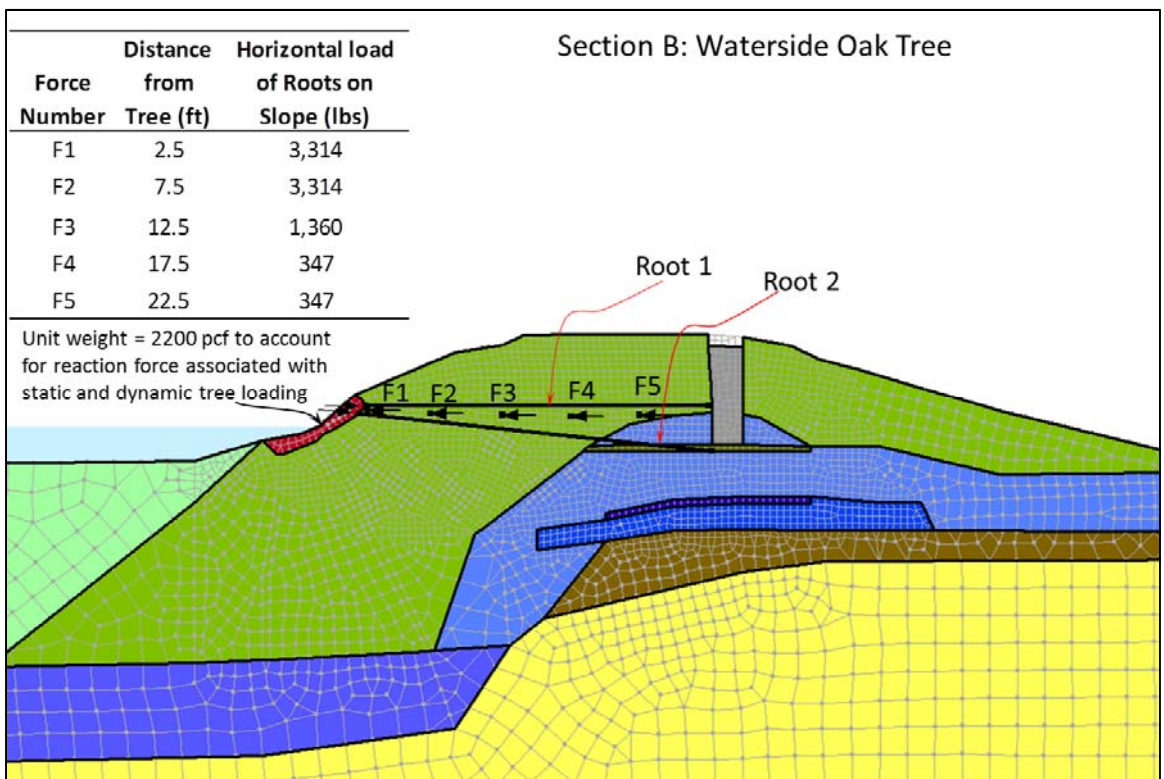 Section B: Waterside Oak Tree
Force Number Distance from Tree (ft) Horizontal load of Roots on Slope (lbs)
F1 2.5 3,314
F2 7.5 3,314
F3 12.5 1,360
F4 17.5 347
F5 22.5 347
Unit weight = 2200 pcf to account
for reaction force associated with
static and dynamic tree loading
Root 1
Root 2
F1 F2 F3 F4 F5